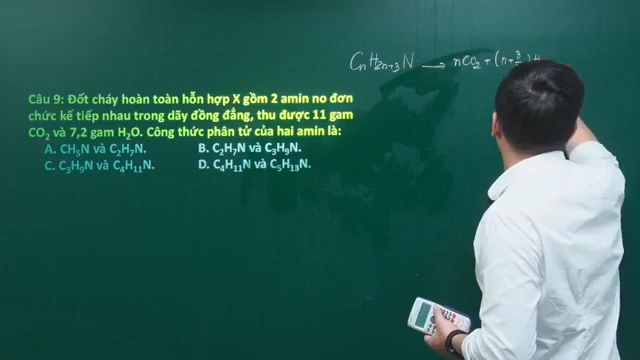 CnH2n+3N → nCO2 + (n+3/
Câu 9: Đốt cháy hoàn toàn hỗn hợp X gồm 2 amin no đơn
chức kế tiếp nhau trong dãy đồng đẳng, thu được 11 gam
CO2 và 7,2 gam H2O. Công thức phân tử của hai amin là:
A. CH5N và C2H7N. B. C2H7N và C3H9N.
C. C3H9N và C4H11N. D. C4H11N và C5H13N.